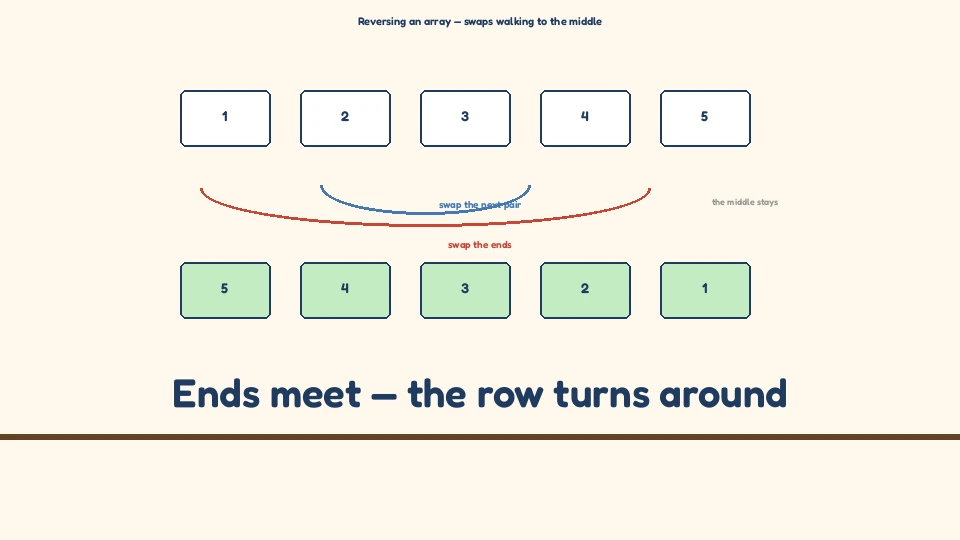 Reversing an array — swaps walking to the middle
1 2 3 4 5
swap the next pair
the middle stays
swap the ends
5 4 3 2 1
Ends meet — the row turns around